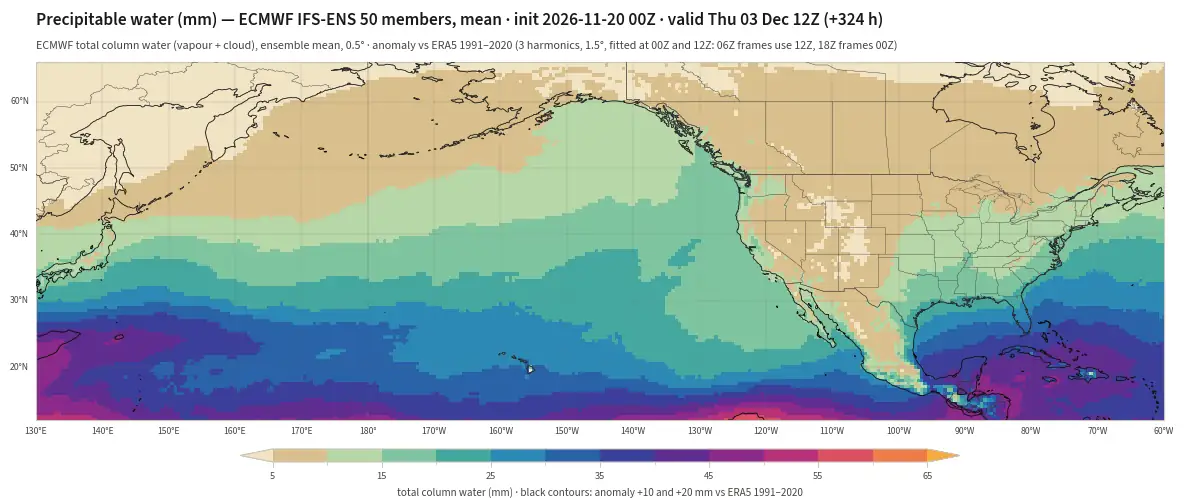 Precipitable water (mm) — ECMWF IFS-ENS 50 members, mean · init 2026-11-20 00Z · valid Thu 03 Dec 12Z (+324 h)
ECMWF total column water (vapour + cloud), ensemble mean, 0.5° · anomaly vs ERA5 1991–2020 (3 harmonics, 1.5°, fitted at 00Z and 12Z: 06Z frames use 12Z, 18Z frames 00Z)
60°N
50°N
40°N
30°N
20°N
130°E 140°E 150°E 160°E 170°E 180° 170°W 160°W 150°W 140°W 130°W 120°W 110°W 100°W 90°W 80°W 70°W 60°W
5 15 25 35 45 55 65
total column water (mm) · black contours: anomaly +10 and +20 mm vs ERA5 1991–2020